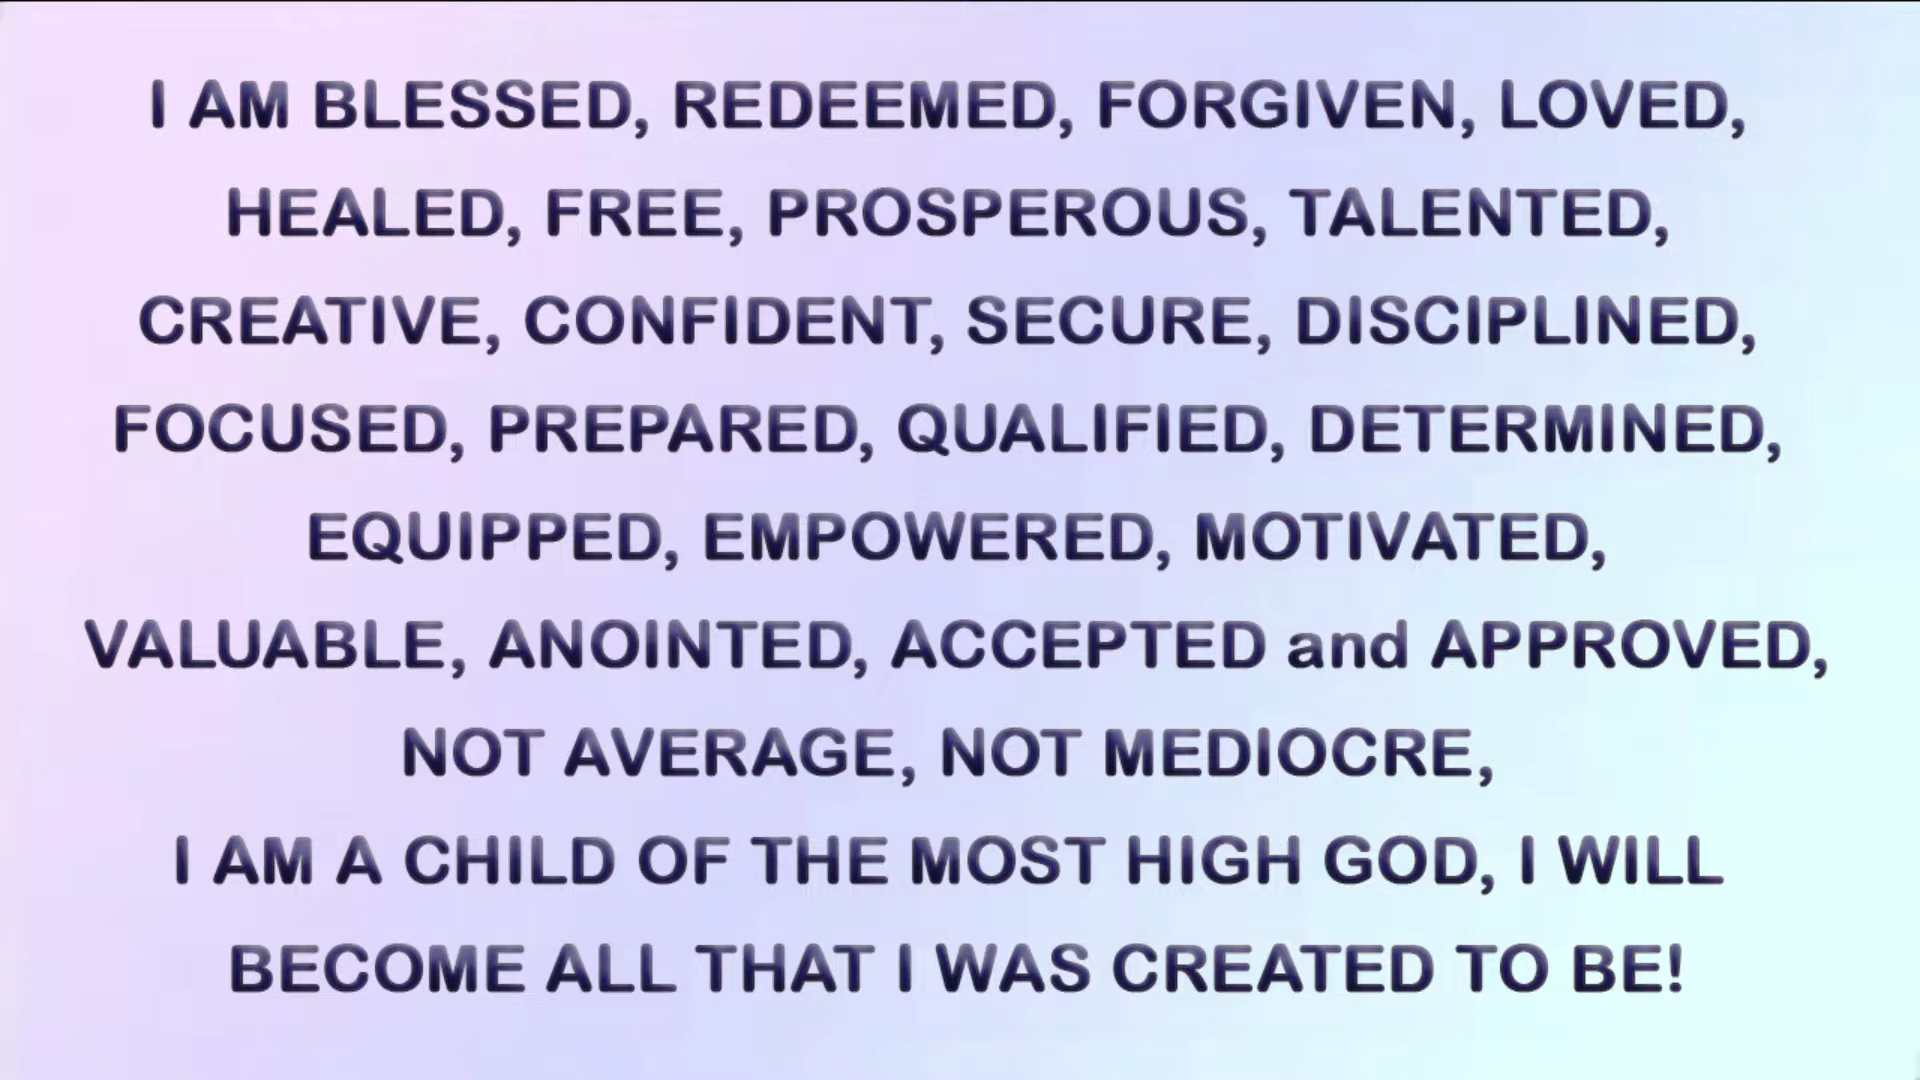 I AM BLESSED, REDEEMED, FORGIVEN, LOVED,
HEALED, FREE, PROSPEROUS, TALENTED,
CREATIVE, CONFIDENT, SECURE, DISCIPLINED,
FOCUSED, PREPARED, QUALIFIED, DETERMINED,
EQUIPPED, EMPOWERED, MOTIVATED,
VALUABLE, ANOINTED, ACCEPTED and APPROVED,
NOT AVERAGE, NOT MEDIOCRE,
I AM A CHILD OF THE MOST HIGH GOD, I WILL
BECOME ALL THAT I WAS CREATED TO BE!